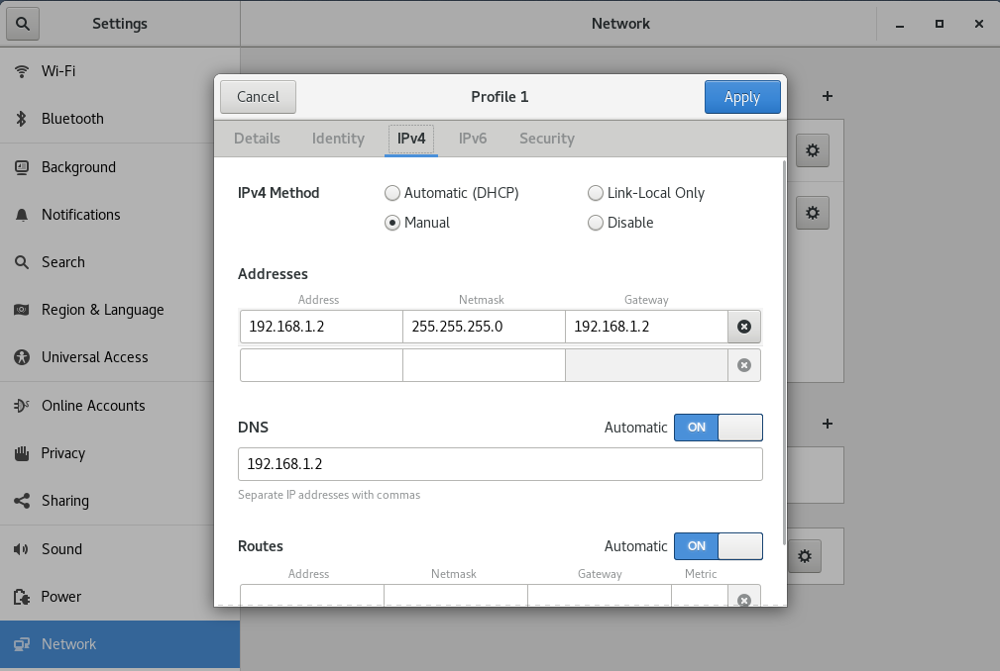 Settings
Network
Wi-Fi
Bluetooth
Background
Notifications
Search
Region & Language
Universal Access
Online Accounts
Privacy
Sharing
Sound
Power
Network
Cancel
Profile 1
Apply
Details Identity IPv4 IPv6 Security
IPv4 Method Automatic (DHCP) Link-Local Only
Manual Disable
Addresses
Address Netmask Gateway
192.168.1.2 255.255.255.0 192.168.1.2
DNS Automatic ON
192.168.1.2
Separate IP addresses with commas
Routes Automatic ON
Address Netmask Gateway Metric